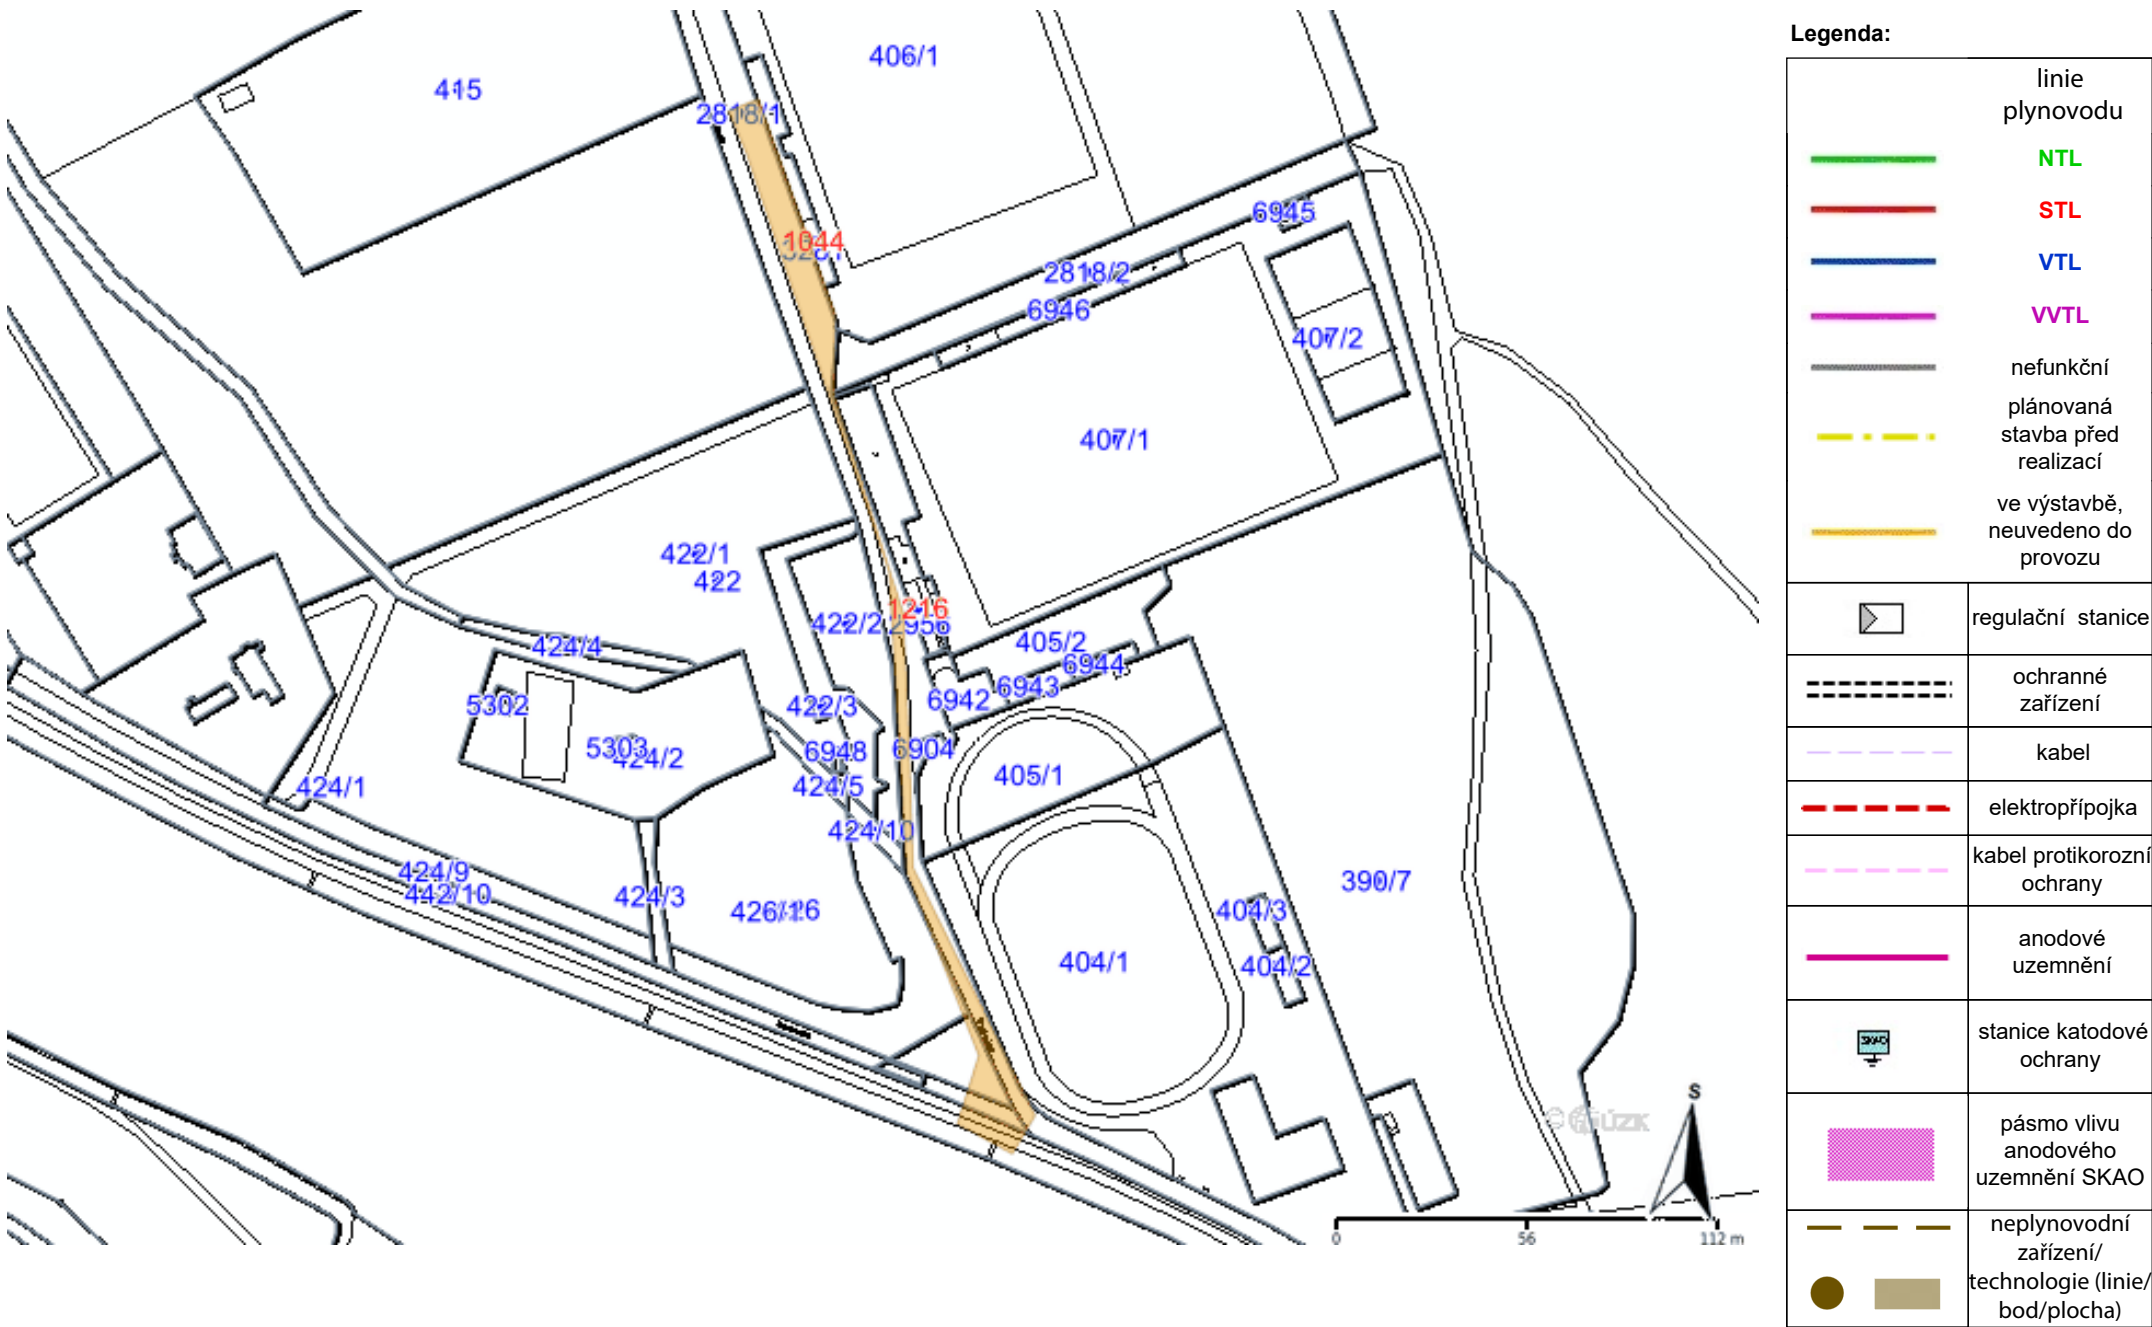 415
406/1
2818/1
1044
6945
2818/2
6946
407/2
407/1
422/1
422
1216
2956
422/2
405/2
424/4
6944
6943
6942
5302
422/3
5303
424/2
6948
6904
405/1
424/1
424/5
424/10
424/9
442/10
424/3
426/1
390/7
404/3
404/1
404/2
S
0
56
112 m
Legenda:
linie
plynovodu
NTL
STL
VTL
VVTL
nefunkční
plánovaná
stavba před
realizací
ve výstavbě,
neuvedeno do
provozu
regulační stanice
ochranné
zařízení
kabel
elektropřípojka
kabel protikorozní
ochrany
anodové
uzemnění
SKAO
stanice katodové
ochrany
pásmo vlivu
anodového
uzemnění SKAO
neplynovodní
zařízení/
technologie (linie/
bod/plocha)